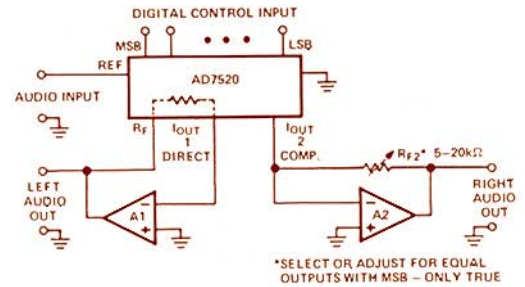 DIGITAL CONTROL INPUT
MSB
LSB
REF
AD7520
AUDIO INPUT
RF
IOUT 1
DIRECT
IOUT 2
COMP.
RF2* 5–20kΩ
LEFT
AUDIO
OUT
A1
–
+
A2
–
+
RIGHT
AUDIO
OUT
*SELECT OR ADJUST FOR EQUAL
OUTPUTS WITH MSB – ONLY TRUE